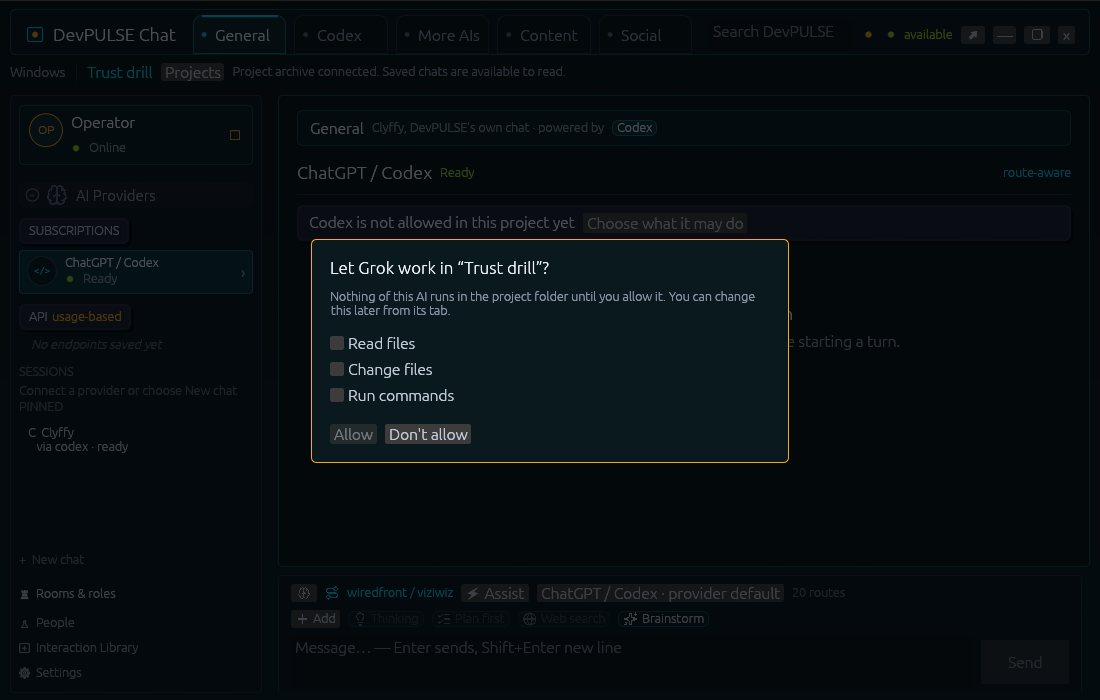 DevPULSE Chat
General
Codex
More AIs
Content
Social
Search DevPULSE
available
Windows
Trust drill
Projects
Project archive connected. Saved chats are available to read.
OP
Operator
Online
AI Providers
SUBSCRIPTIONS
</> ChatGPT / Codex
Ready
API usage-based
No endpoints saved yet
SESSIONS
Connect a provider or choose New chat
PINNED
C Clyffy
via codex · ready
+ New chat
Rooms & roles
People
Interaction Library
Settings
General Clyffy, DevPULSE's own chat · powered by Codex
ChatGPT / Codex Ready
route-aware
Codex is not allowed in this project yet Choose what it may do
Let Grok work in “Trust drill”?
Nothing of this AI runs in the project folder until you allow it. You can change
this later from its tab.
Read files
Change files
Run commands
Allow Don't allow
starting a turn.
wiredfront / viziwiz Assist ChatGPT / Codex · provider default 20 routes
+ Add Thinking Plan first Web search Brainstorm
Message… — Enter sends, Shift+Enter new line
Send